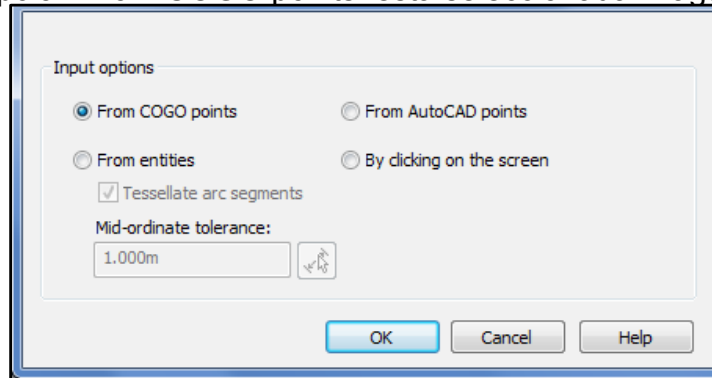 Input options
From COGO points
From AutoCAD points
From entities
By clicking on the screen
Tessellate arc segments
Mid-ordinate tolerance:
1.000m
OK Cancel Help